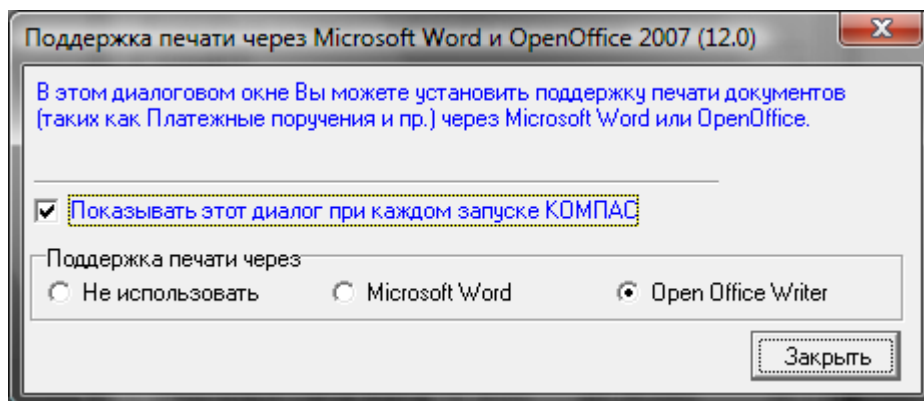 Поддержка печати через Microsoft Word и OpenOffice 2007 (12.0)
В этом диалоговом окне Вы можете установить поддержку печати документов
(таких как Платежные поручения и пр.) через Microsoft Word или OpenOffice.
Показывать этот диалог при каждом запуске КОМПАС
Поддержка печати через
Не использовать Microsoft Word Open Office Writer
Закрыть